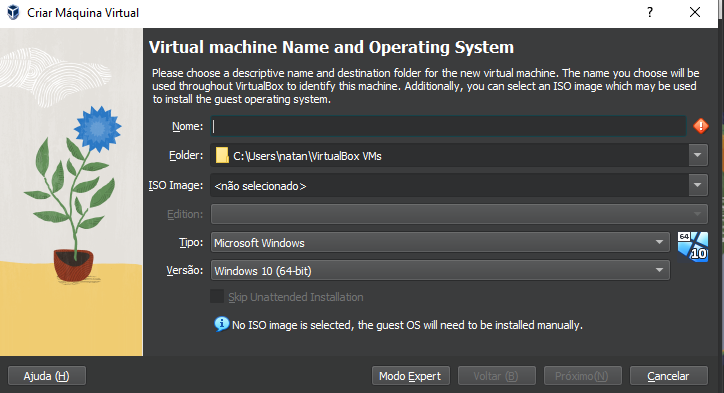 Criar Máquina Virtual
?
Virtual machine Name and Operating System
Please choose a descriptive name and destination folder for the new virtual machine. The name you choose will be
used throughout VirtualBox to identify this machine. Additionally, you can select an ISO image which may be used
to install the guest operating system.
Nome:
Folder: C:\Users\natan\VirtualBox VMs
ISO Image: <não selecionado>
Edition:
Tipo: Microsoft Windows
64
Versão: Windows 10 (64-bit)
10
Skip Unattended Installation
No ISO image is selected, the guest OS will need to be installed manually.
Ajuda (H) Modo Expert Voltar (B) Próximo(N) Cancelar